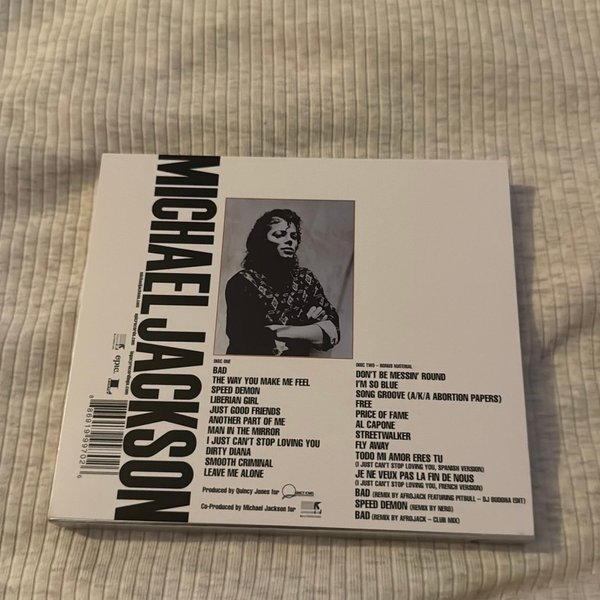 MICHAEL JACKSON
DISC ONE
BAD
THE WAY YOU MAKE ME FEEL
SPEED DEMON
LIBERIAN GIRL
JUST GOOD FRIENDS
ANOTHER PART OF ME
MAN IN THE MIRROR
I JUST CAN'T STOP LOVING YOU
DIRTY DIANA
SMOOTH CRIMINAL
LEAVE ME ALONE
Produced by Quincy Jones for
Co-Produced by Michael Jackson for
DISC TWO – BONUS MATERIAL
DON'T BE MESSIN' ROUND
I'M SO BLUE
SONG GROOVE (A/K/A ABORTION PAPERS)
FREE
PRICE OF FAME
AL CAPONE
STREETWALKER
FLY AWAY
TODO MI AMOR ERES TU
(I JUST CAN'T STOP LOVING YOU, SPANISH VERSION)
JE NE VEUX PAS LA FIN DE NOUS
(I JUST CAN'T STOP LOVING YOU, FRENCH VERSION)
BAD (REMIX BY AFROJACK FEATURING PITBULL – DJ BUDDHA EDIT)
SPEED DEMON (REMIX BY NERO)
BAD (REMIX BY AFROJACK – CLUB MIX)
epic